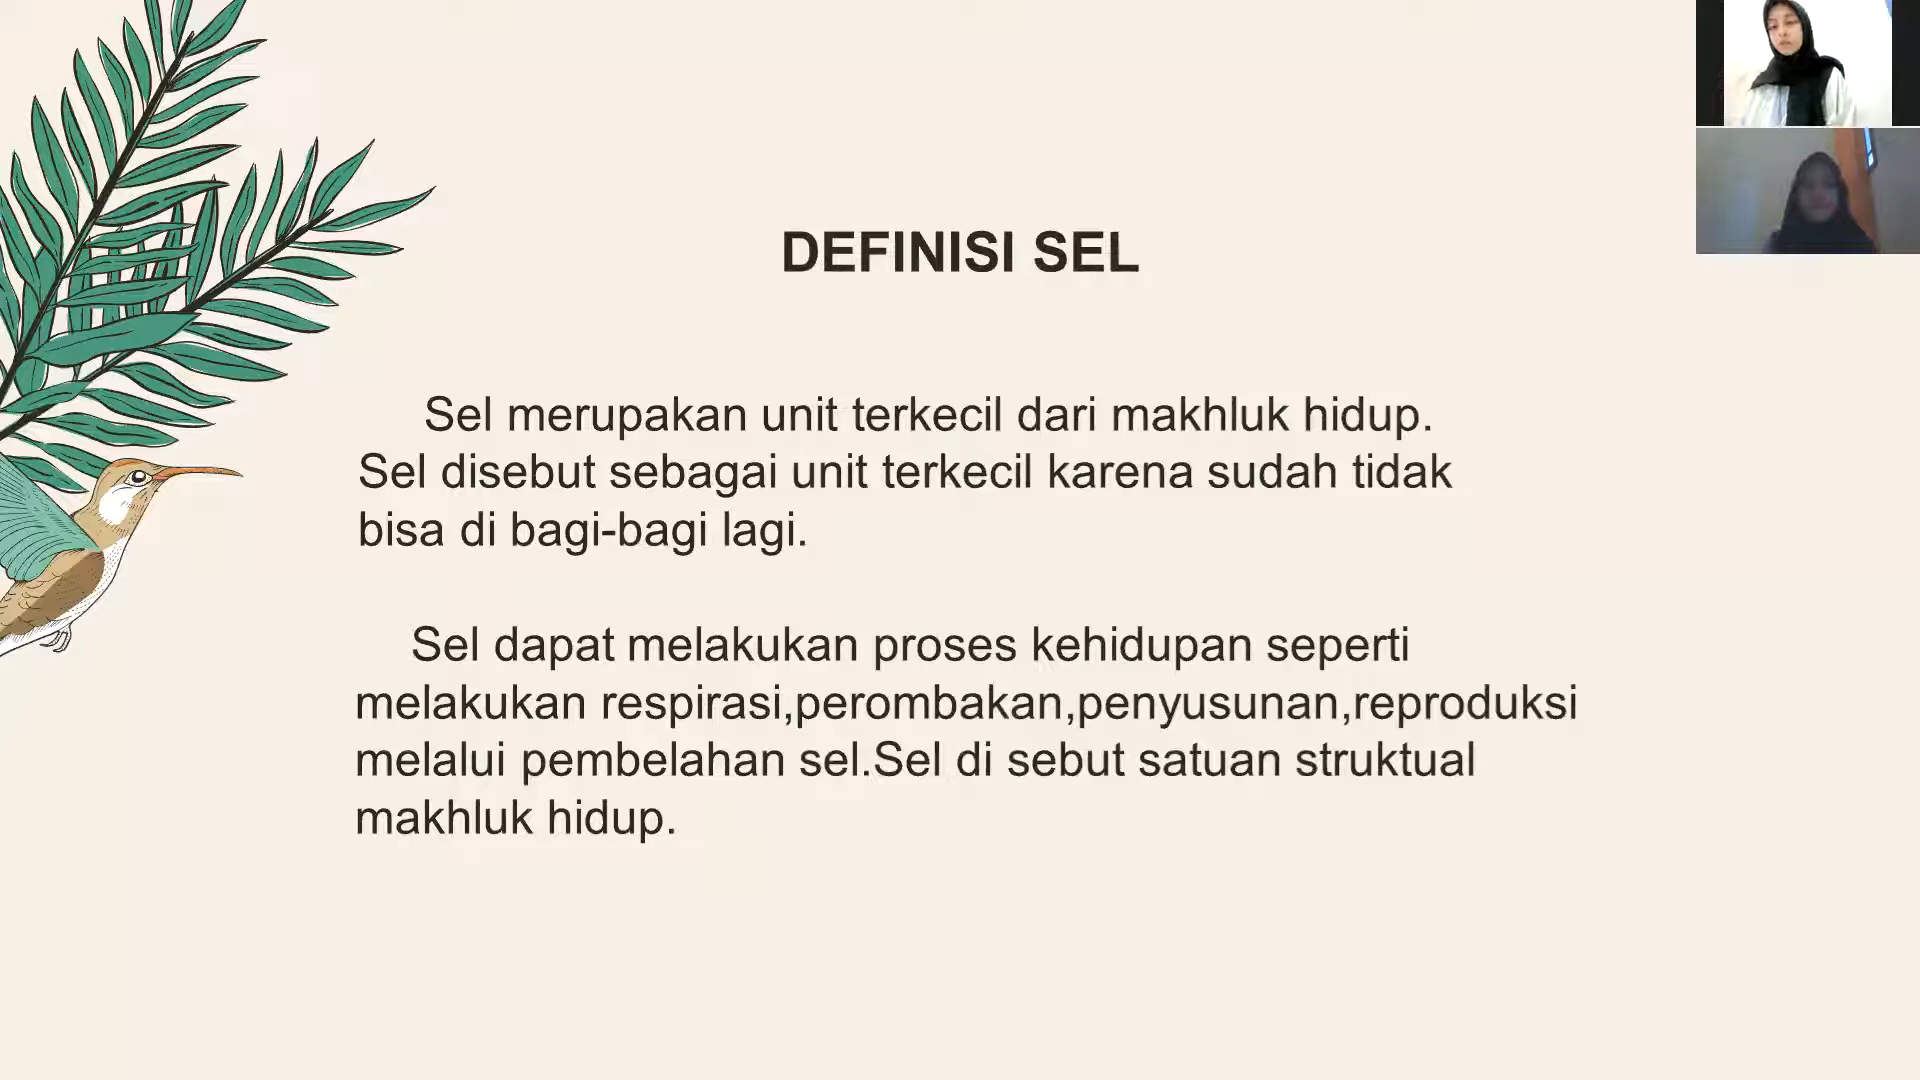 DEFINISI SEL
Sel merupakan unit terkecil dari makhluk hidup.
Sel disebut sebagai unit terkecil karena sudah tidak
bisa di bagi-bagi lagi.
Sel dapat melakukan proses kehidupan seperti
melakukan respirasi,perombakan,penyusunan,reproduksi
melalui pembelahan sel.Sel di sebut satuan struktual
makhluk hidup.